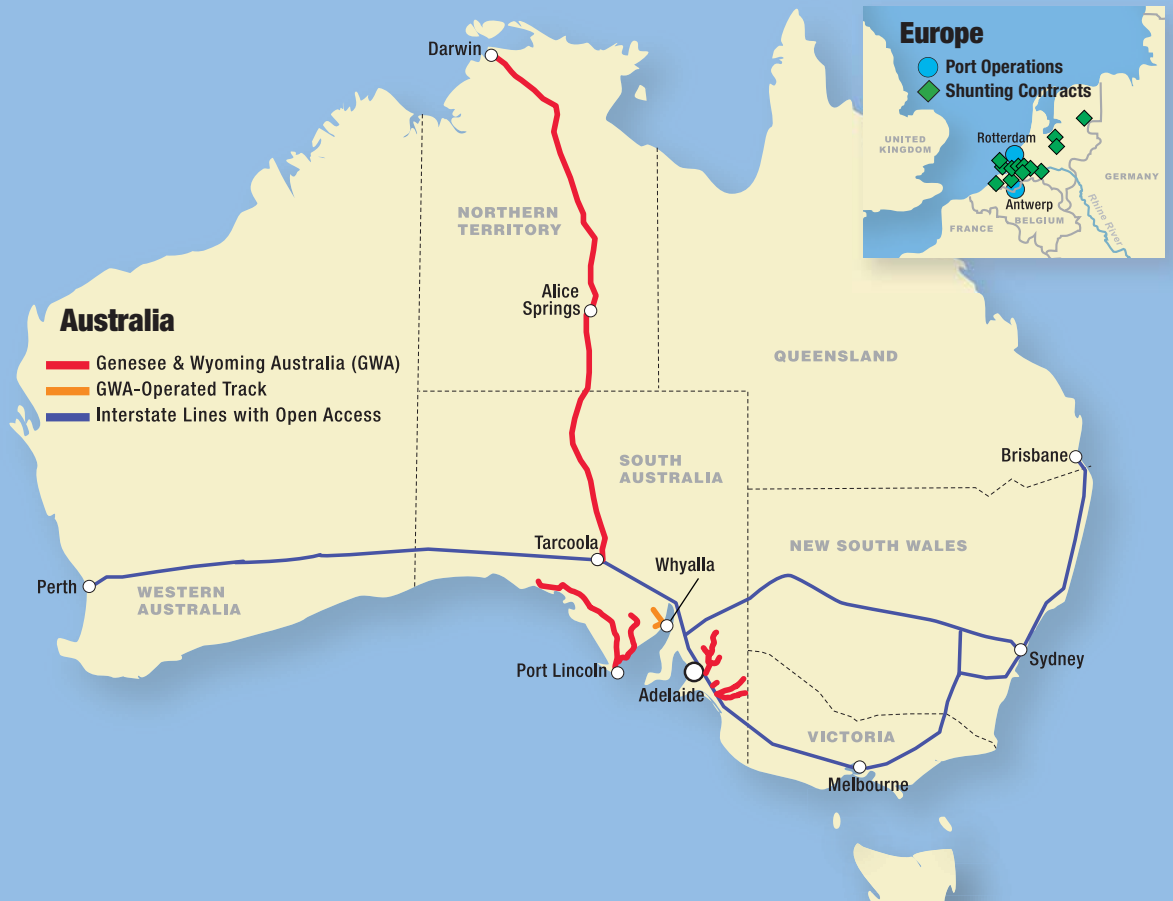 Darwin
NORTHERN
TERRITORY
Alice
Springs
Australia
Genesee & Wyoming Australia (GWA)
GWA-Operated Track
Interstate Lines with Open Access
QUEENSLAND
SOUTH
AUSTRALIA
Brisbane
Tarcoola
Whyalla
NEW SOUTH WALES
Perth
WESTERN
AUSTRALIA
Port Lincoln
Adelaide
Sydney
VICTORIA
Melbourne
Europe
Port Operations
Shunting Contracts
UNITED
KINGDOM
Rotterdam
GERMANY
Antwerp
BELGIUM
FRANCE
Rhine River